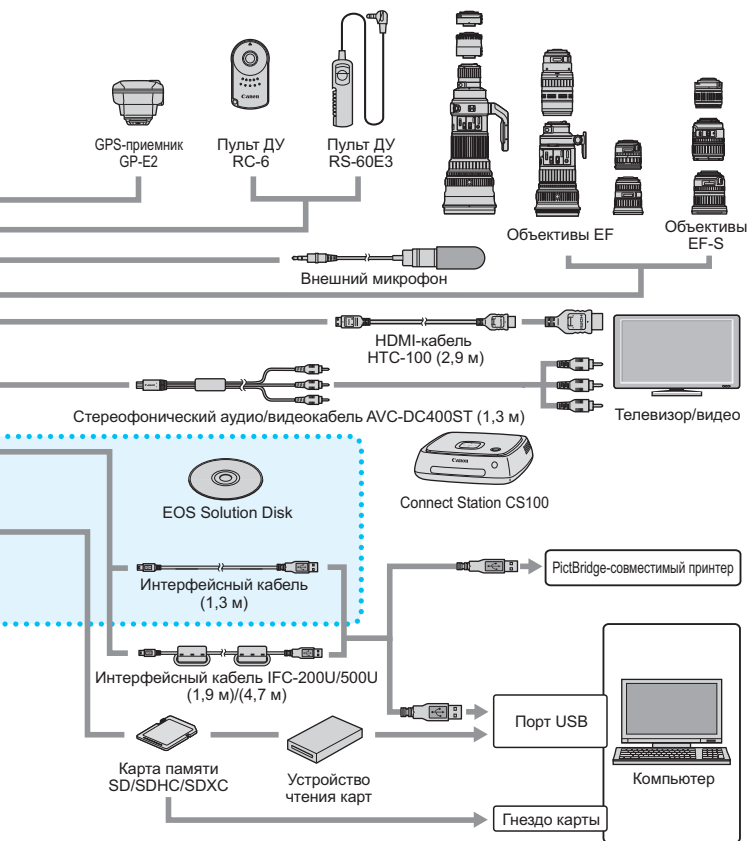 Canon
GPS-приемник
GP-E2
Пульт ДУ
RC-6
Пульт ДУ
RS-60E3
Объективы EF
Объективы
EF-S
Внешний микрофон
HDMI-кабель
HTC-100 (2,9 м)
Стереофонический аудио/видеокабель AVC-DC400ST (1,3 м)
Телевизор/видео
Canon
EOS Solution Disk
Connect Station CS100
Интерфейсный кабель
(1,3 м)
PictBridge-совместимый принтер
Интерфейсный кабель IFC-200U/500U
(1,9 м)/(4,7 м)
Порт USB
Карта памяти
SD/SDHC/SDXC
Устройство
чтения карт
Компьютер
Гнездо карты